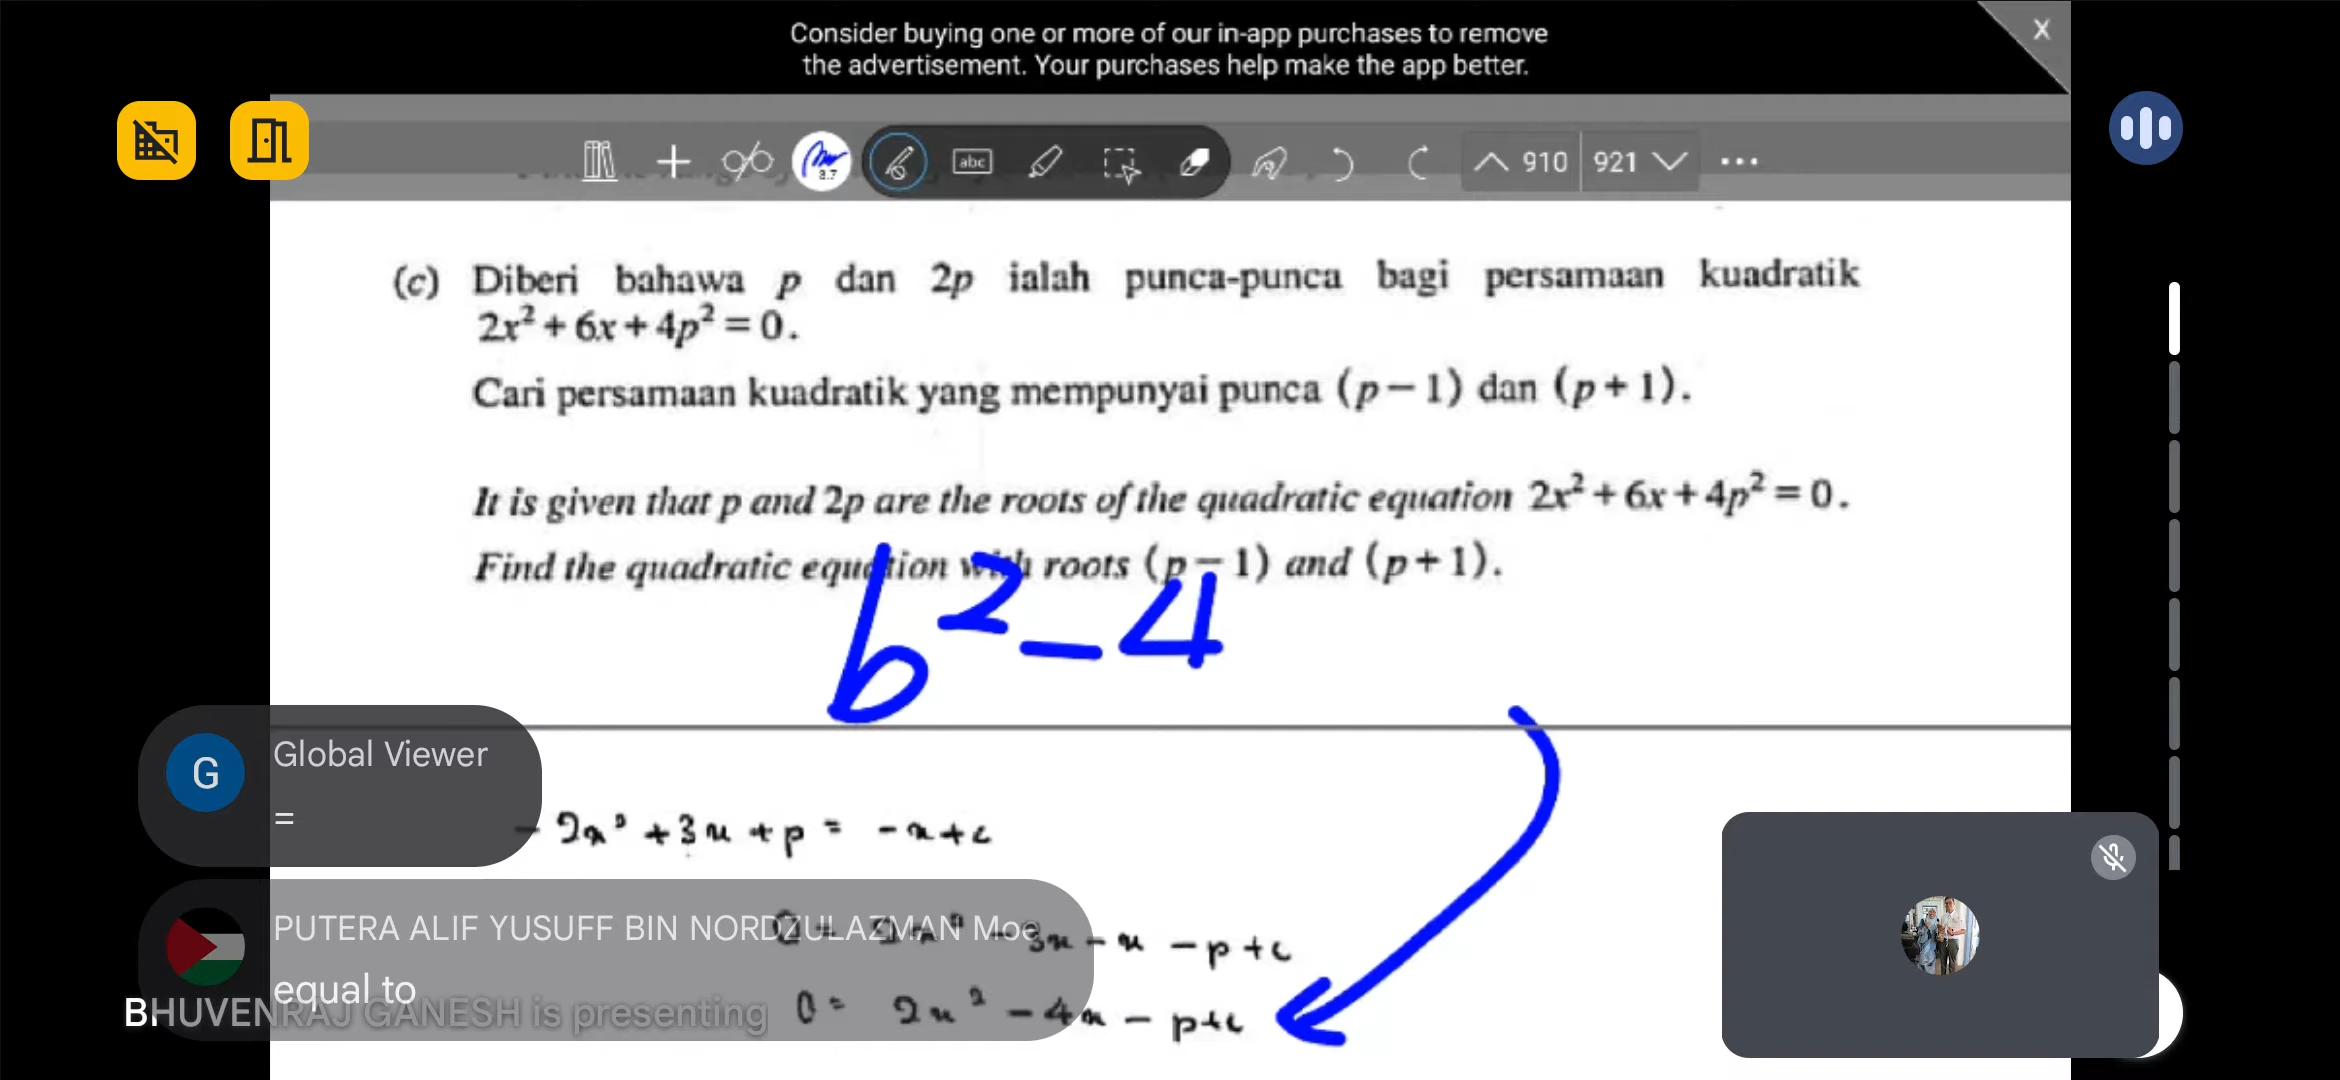 Consider buying one or more of our in-app purchases to remove
the advertisement. Your purchases help make the app better.
X
abc
910
921
3.7
(c) Diberi bahawa p dan 2p ialah punca-punca bagi persamaan kuadratik
2x² + 6x + 4p² = 0.
Cari persamaan kuadratik yang mempunyai punca (p − 1) dan (p + 1).
It is given that p and 2p are the roots of the quadratic equation 2x² + 6x + 4p² = 0.
Find the quadratic equation with roots (p − 1) and (p + 1).
b² − 4
G
Global Viewer
=
− 2x² + 3x + p = −x + c
PUTERA ALIF YUSUFF BIN NORDZULAZMAN Moe
− 3x − x − p + c
equal to
BHUVENRAJ GANESH is presenting
0 = 2x² − 4x − p + c